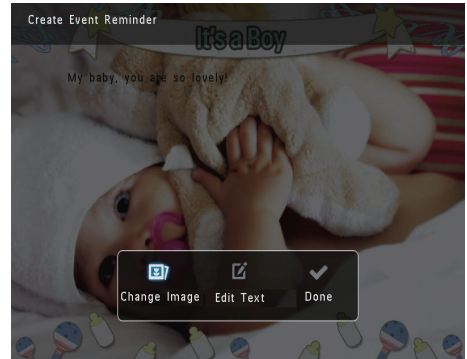 Create Event Reminder
It's a Boy
My baby, you are so lovely!
Change Image
Edit Text
Done